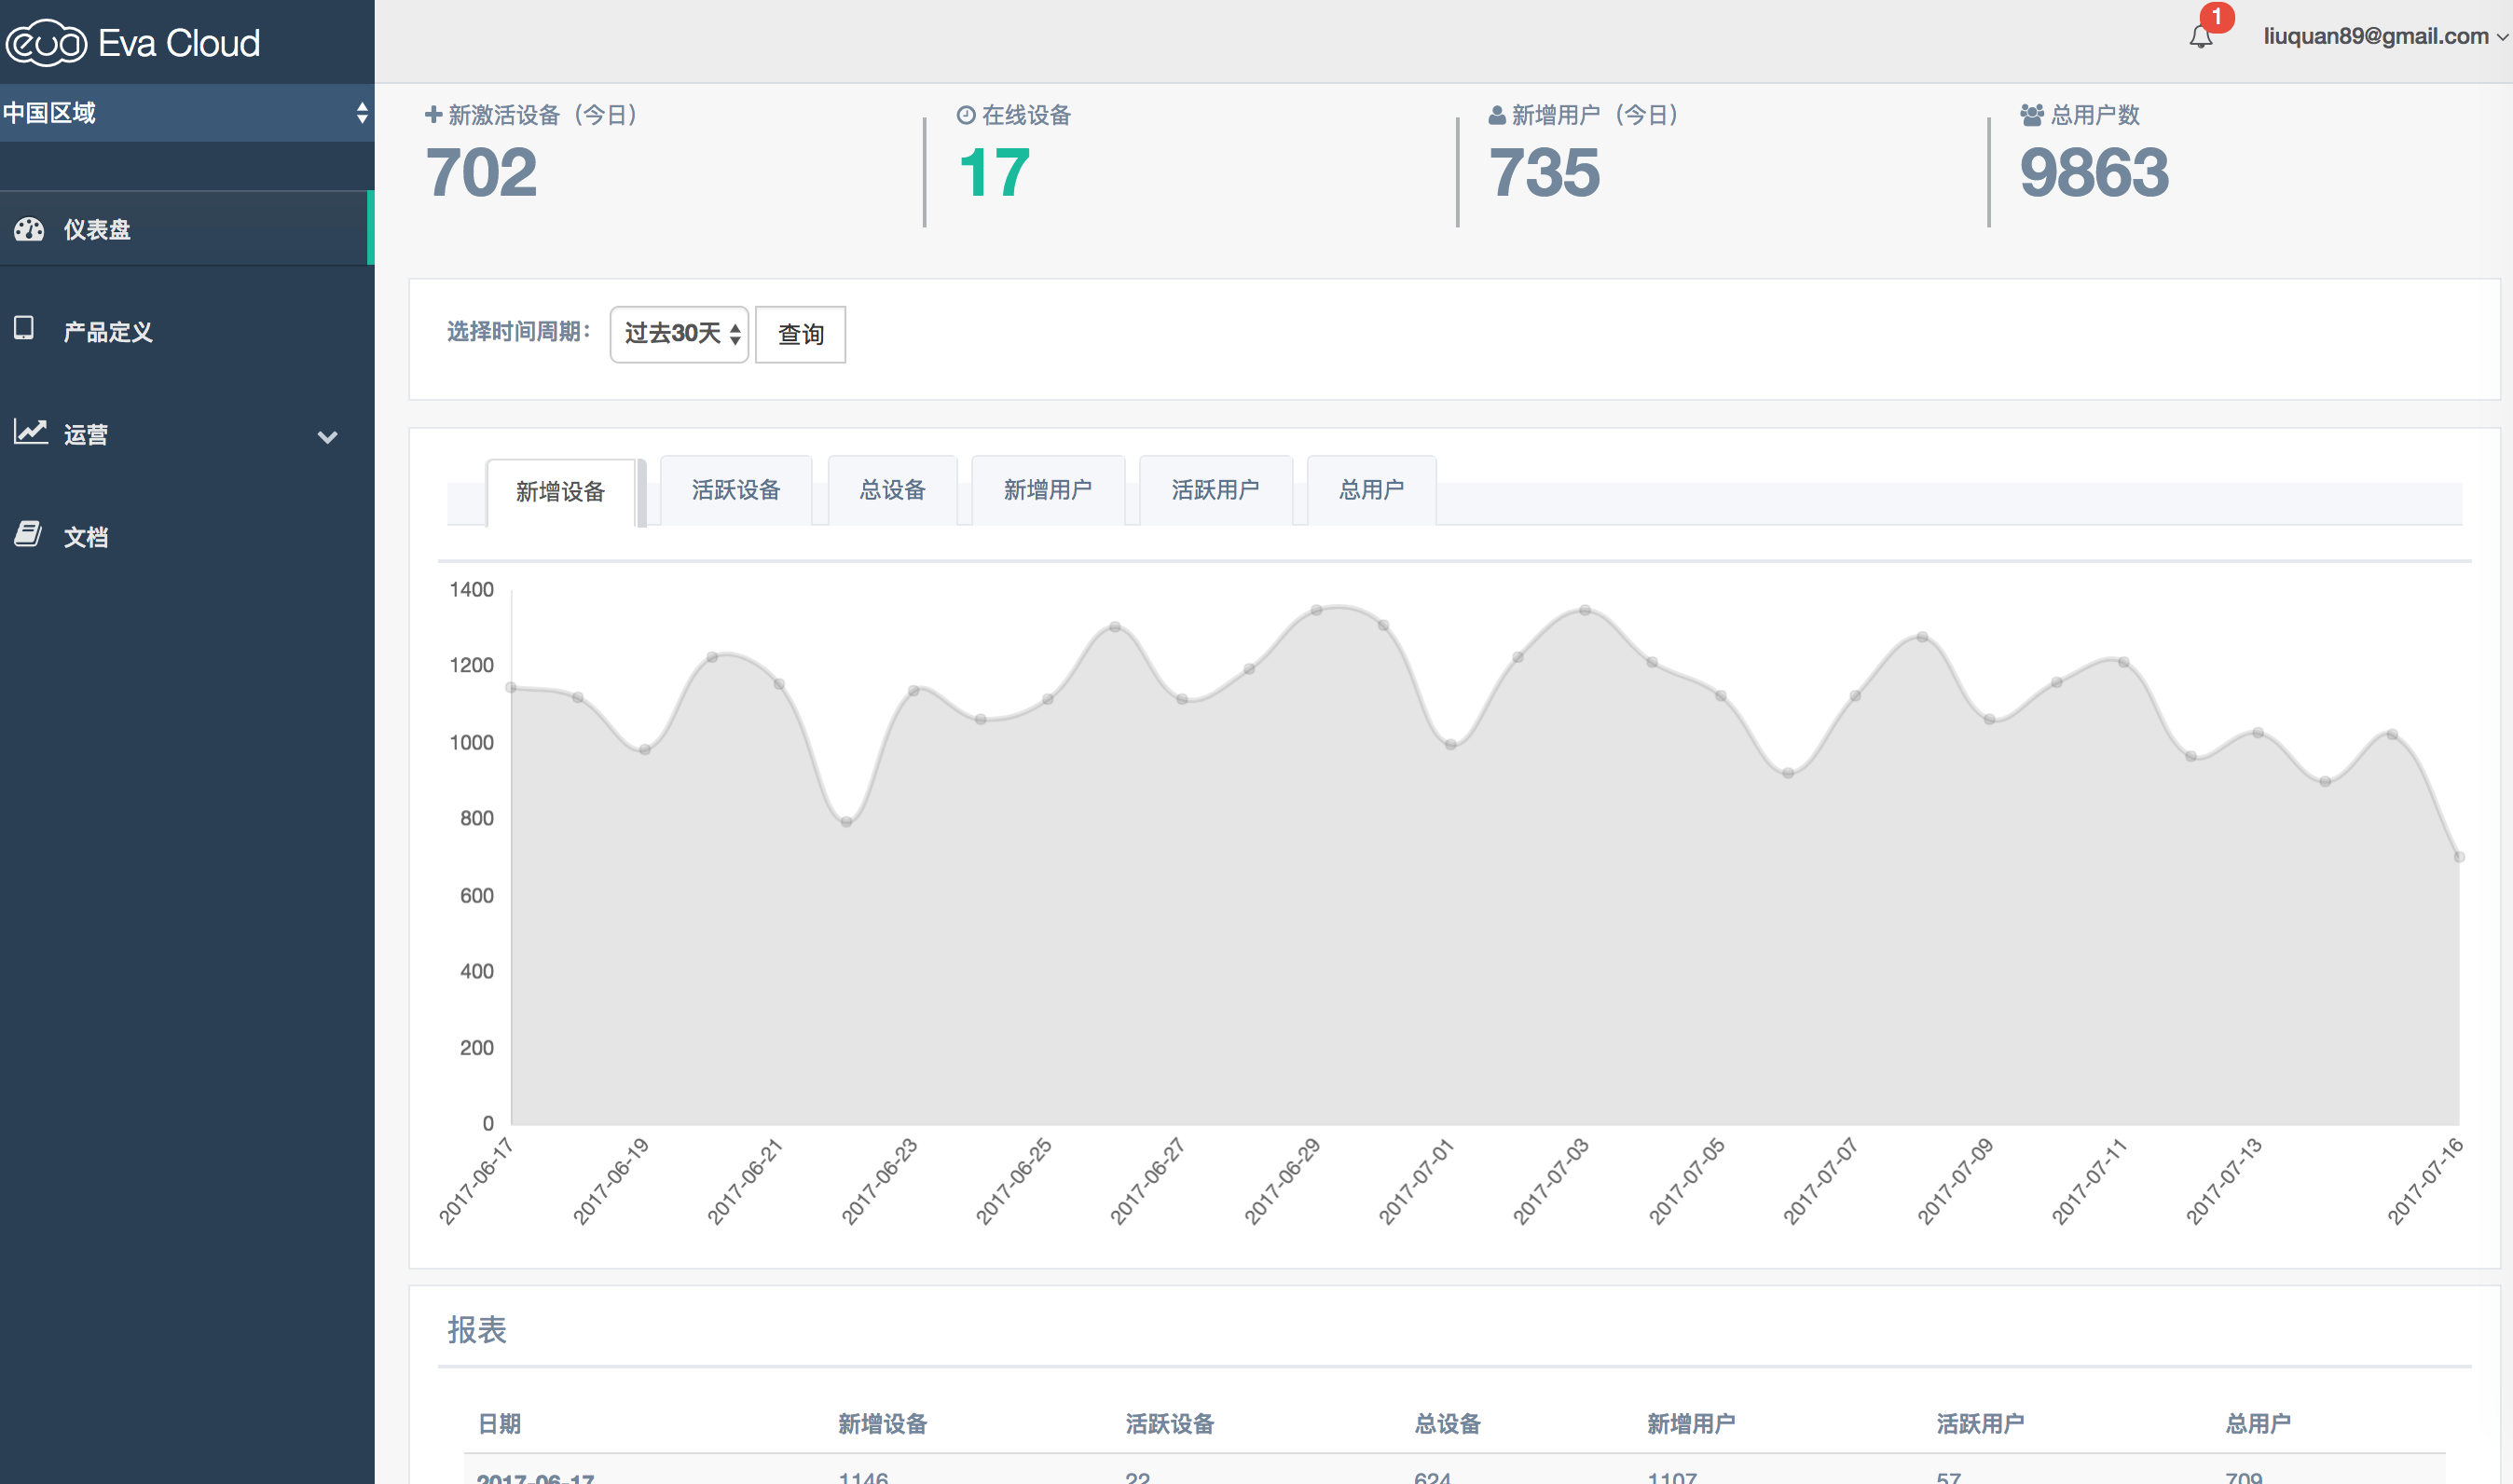 eva Eva Cloud
1
liuquan89@gmail.com
中国区域
仪表盘
产品定义
运营
文档
新激活设备（今日）
702
在线设备
17
新增用户（今日）
735
总用户数
9863
选择时间周期： 过去30天 查询
新增设备 活跃设备 总设备 新增用户 活跃用户 总用户
1400
1200
1000
800
600
400
200
0
2017-06-17 2017-06-19 2017-06-21 2017-06-23 2017-06-25 2017-06-27 2017-06-29 2017-07-01 2017-07-03 2017-07-05 2017-07-07 2017-07-09 2017-07-11 2017-07-13 2017-07-16
报表
日期 新增设备 活跃设备 总设备 新增用户 活跃用户 总用户
2017-06-17 1146 22 624 1107 57 709